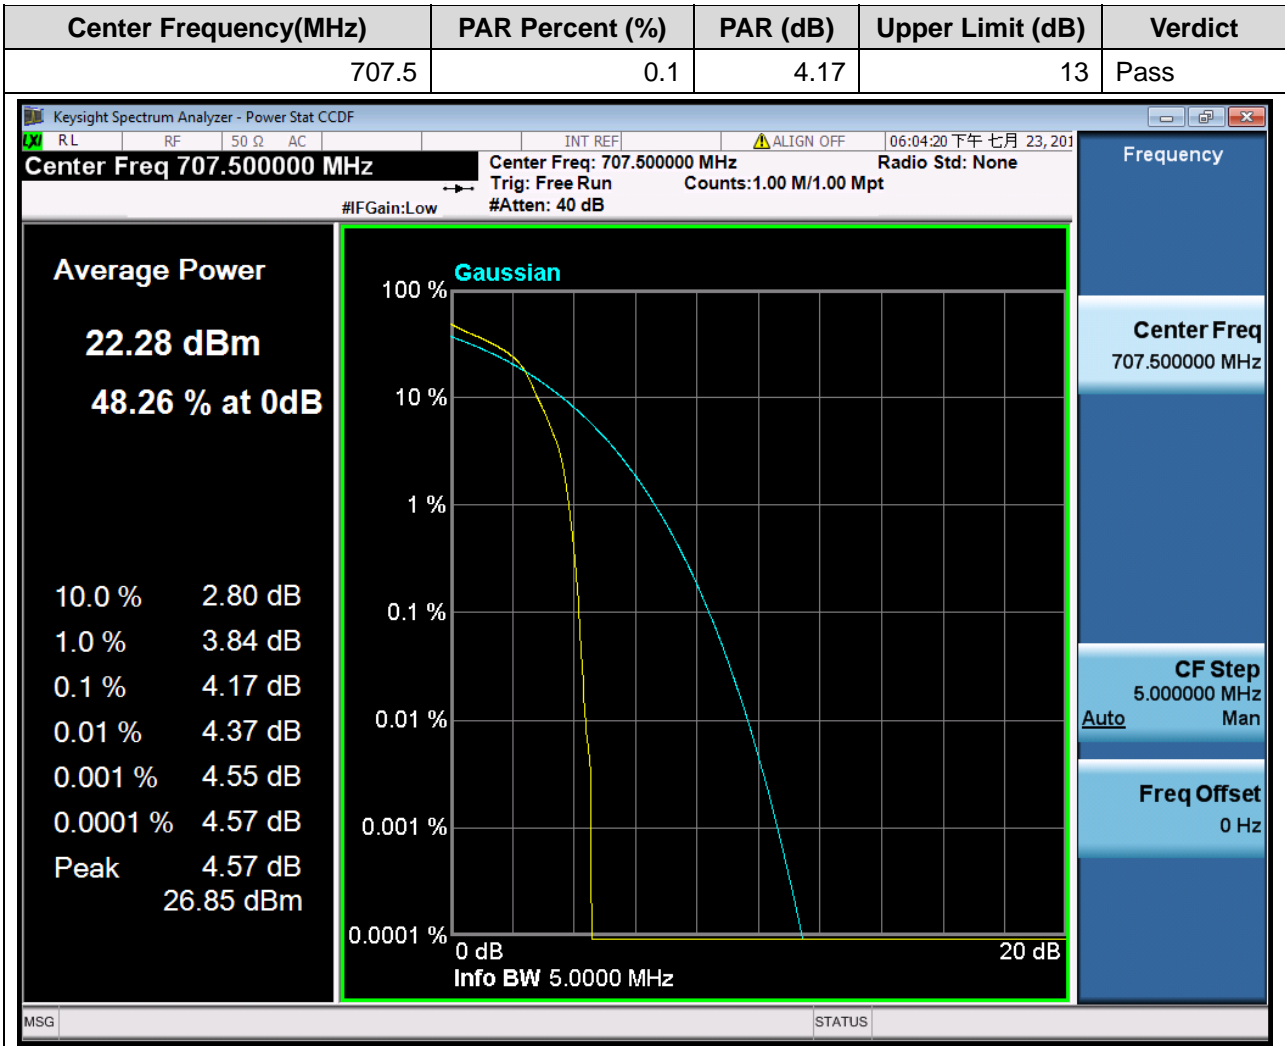 Center Frequency(MHz) PAR Percent (%) PAR (dB) Upper Limit (dB) Verdict
707.5 0.1 4.17 13 Pass
Keysight Spectrum Analyzer - Power Stat CCDF
LXI RL RF 50 Ω AC INT REF ALIGN OFF 06:04:20 下午 七月 23, 201
Center Freq 707.500000 MHz
#IFGain:Low
Center Freq: 707.500000 MHz
Trig: Free Run Counts:1.00 M/1.00 Mpt
#Atten: 40 dB
Radio Std: None
Frequency
Average Power
22.28 dBm
48.26 % at 0dB
10.0 % 2.80 dB
1.0 % 3.84 dB
0.1 % 4.17 dB
0.01 % 4.37 dB
0.001 % 4.55 dB
0.0001 % 4.57 dB
Peak 4.57 dB
26.85 dBm
Gaussian
100 %
10 %
1 %
0.1 %
0.01 %
0.001 %
0.0001 %
0 dB 20 dB
Info BW 5.0000 MHz
Center Freq
707.500000 MHz
CF Step
5.000000 MHz
Auto Man
Freq Offset
0 Hz
MSG STATUS